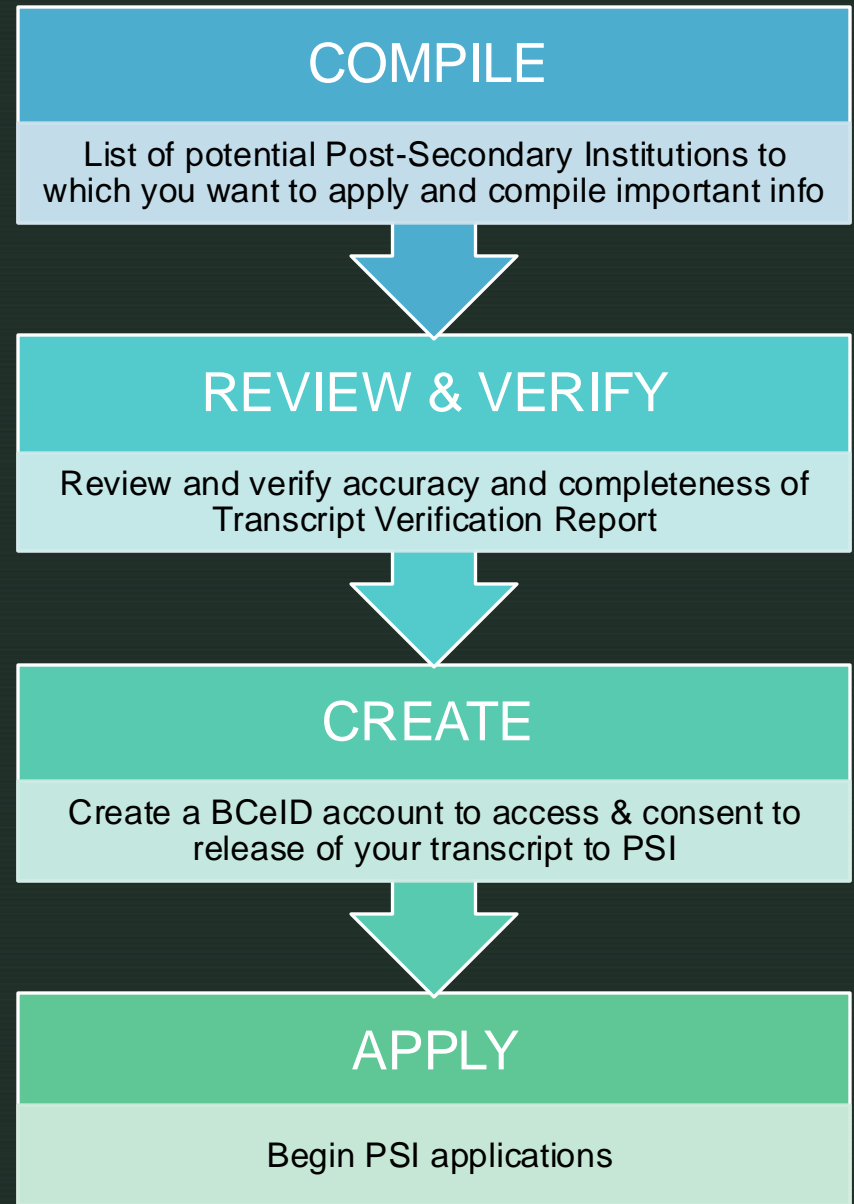 COMPILE
List of potential Post-Secondary Institutions to
which you want to apply and compile important info
REVIEW & VERIFY
Review and verify accuracy and completeness of
Transcript Verification Report
CREATE
Create a BCeID account to access & consent to
release of your transcript to PSI
APPLY
Begin PSI applications